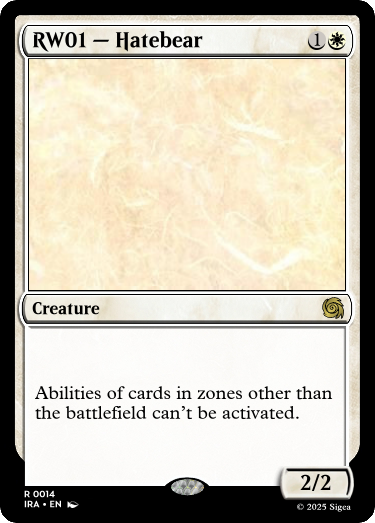 RW01 — Hatebear 1
Creature
Abilities of cards in zones other than
the battlefield can't be activated.
2/2
R 0014
IRA • EN
© 2025 Sigea